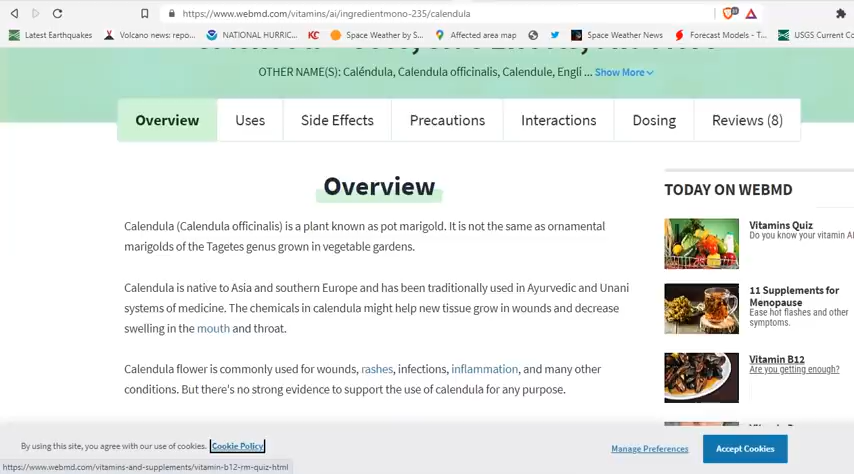 https://www.webmd.com/vitamins/ai/ingredientmono-235/calendula
Latest Earthquakes
Volcano news: repo...
NATIONAL HURRIC...
KC
Space Weather by S...
Affected area map
Space Weather News
Forecast Models - T...
USGS Current Co
OTHER NAME(S): Caléndula, Calendula officinalis, Calendule, Engli ... Show More
Overview
Uses
Side Effects
Precautions
Interactions
Dosing
Reviews (8)
Overview
Calendula (Calendula officinalis) is a plant known as pot marigold. It is not the same as ornamental
marigolds of the Tagetes genus grown in vegetable gardens.
Calendula is native to Asia and southern Europe and has been traditionally used in Ayurvedic and Unani
systems of medicine. The chemicals in calendula might help new tissue grow in wounds and decrease
swelling in the mouth and throat.
Calendula flower is commonly used for wounds, rashes, infections, inflammation, and many other
conditions. But there's no strong evidence to support the use of calendula for any purpose.
TODAY ON WEBMD
Vitamins Quiz
Do you know your vitamin A
11 Supplements for
Menopause
Ease hot flashes and other
symptoms.
Vitamin B12
Are you getting enough?
By using this site, you agree with our use of cookies. Cookie Policy
Manage Preferences
Accept Cookies
https://www.webmd.com/vitamins-and-supplements/vitamin-b12-rm-quiz-html